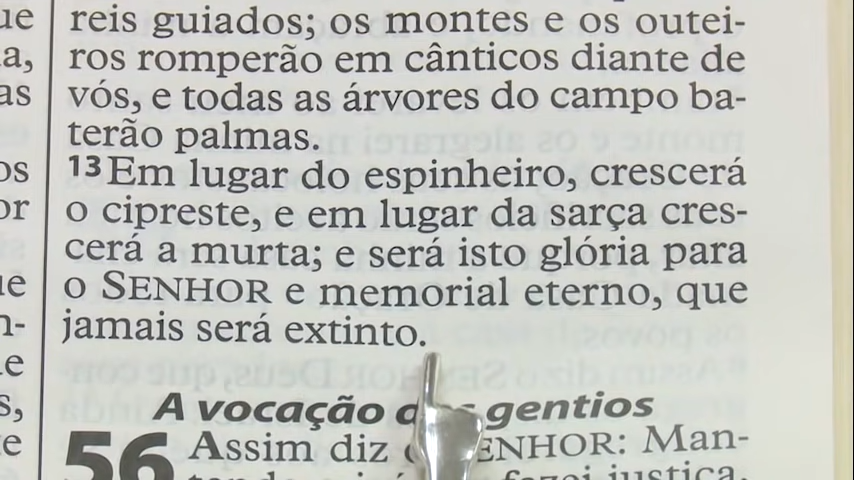 reis guiados; os montes e os outei-
ros romperão em cânticos diante de
vós, e todas as árvores do campo ba-
terão palmas.
13 Em lugar do espinheiro, crescerá
o cipreste, e em lugar da sarça cres-
cerá a murta; e será isto glória para
o SENHOR e memorial eterno, que
jamais será extinto.
A vocação gentios
56 Assim diz SENHOR: Man-
justiça,